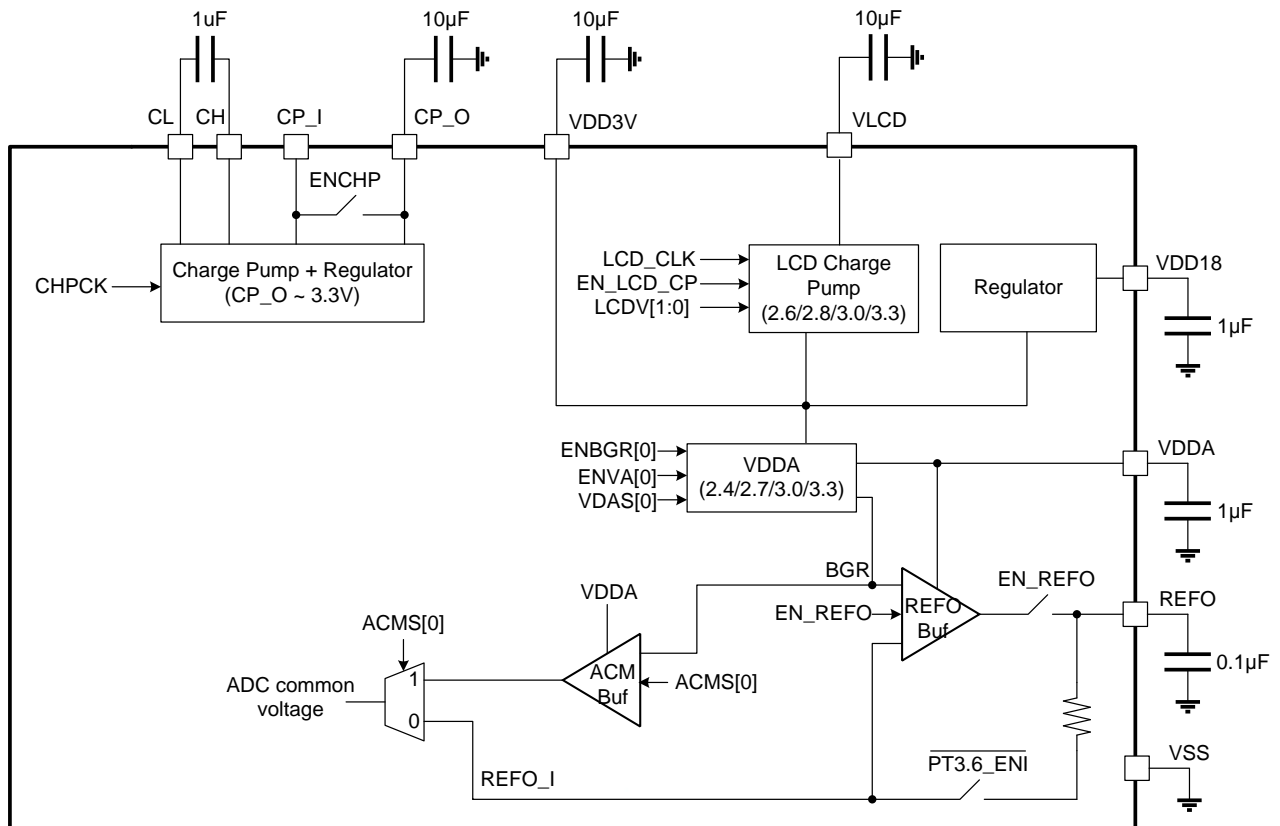 1uF
10µF
10µF
10µF
CL
CH
CP_I
CP_O
VDD3V
VLCD
ENCHP
CHPCK
Charge Pump + Regulator
(CP_O ~ 3.3V)
LCD_CLK
EN_LCD_CP
LCDV[1:0]
LCD Charge
Pump
(2.6/2.8/3.0/3.3)
Regulator
VDD18
1µF
ENBGR[0]
ENVA[0]
VDAS[0]
VDDA
(2.4/2.7/3.0/3.3)
VDDA
1µF
BGR
VDDA
EN_REFO
REFO
Buf
EN_REFO
REFO
0.1µF
ACMS[0]
ADC common
voltage
1
0
ACM
Buf
ACMS[0]
REFO_I
PT3.6_ENI
VSS